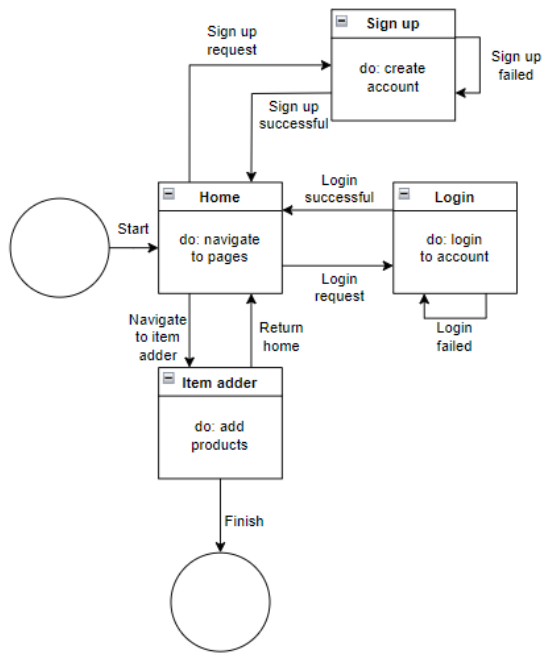 Sign up
request
Sign up
do: create
account
Sign up
failed
Sign up
successful
Start
Home
do: navigate
to pages
Login
successful
Login
request
Login
do: login
to account
Login
failed
Navigate
to item
adder
Return
home
Item adder
do: add
products
Finish